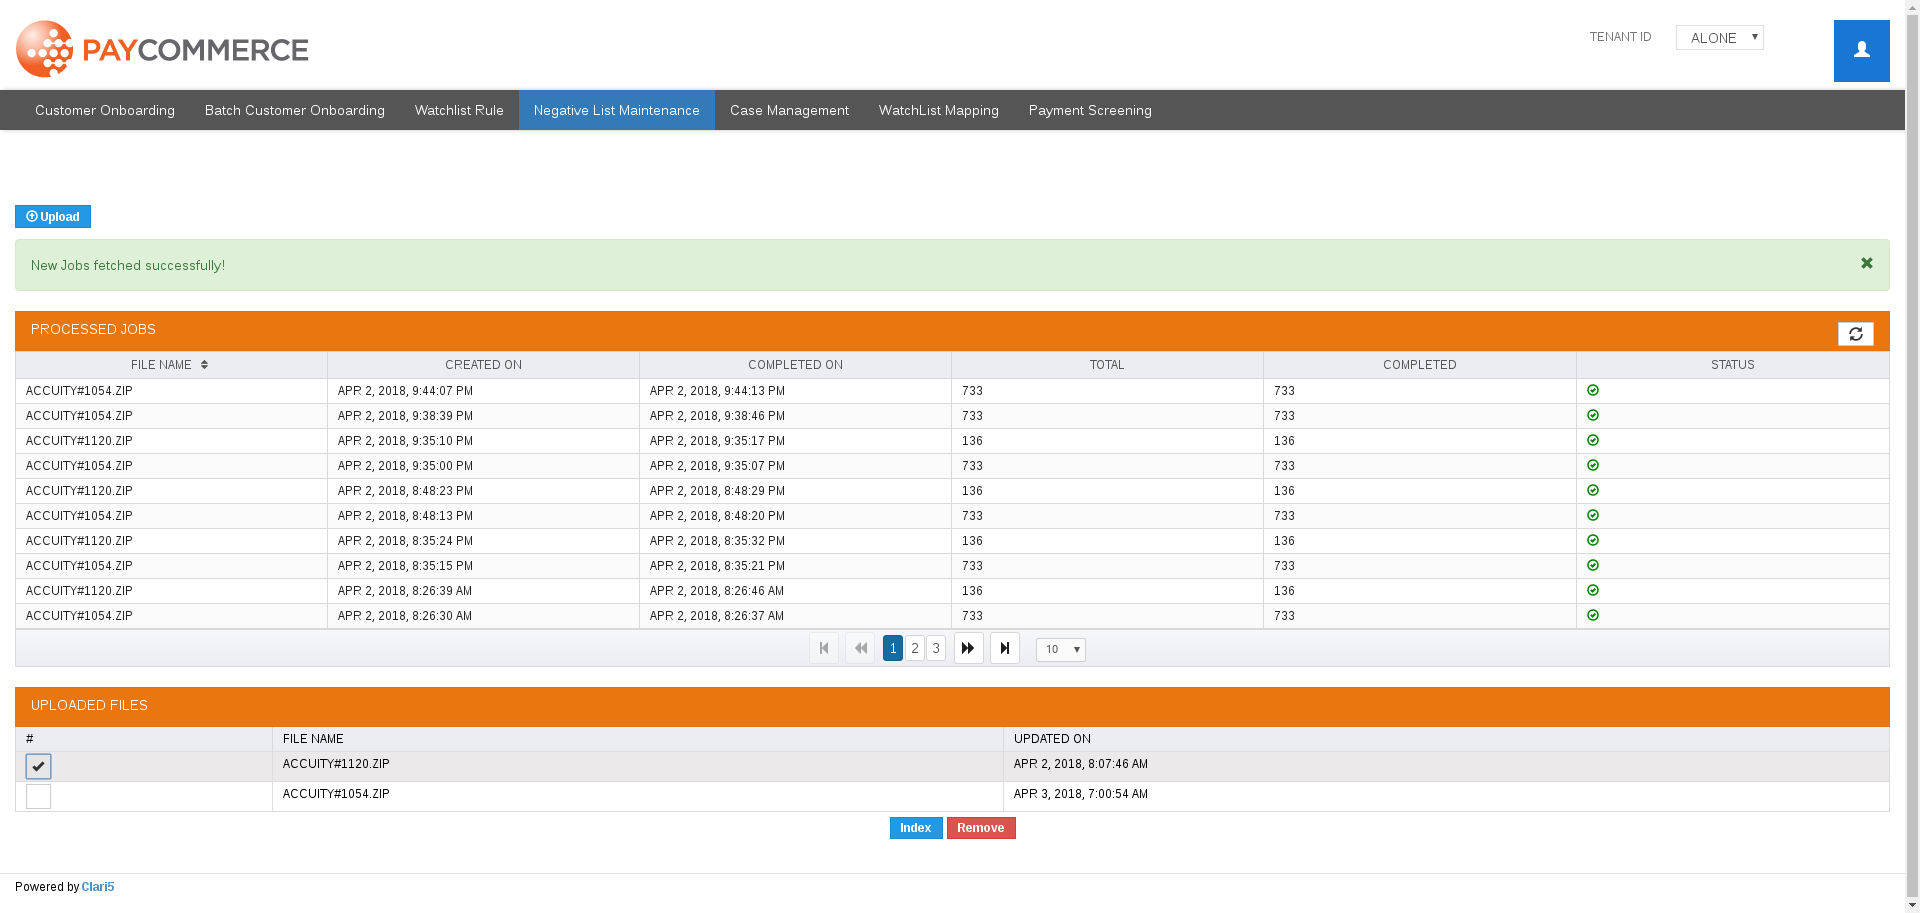 PAYCOMMERCE
TENANT ID ALONE
Customer Onboarding Batch Customer Onboarding Watchlist Rule Negative List Maintenance Case Management WatchList Mapping Payment Screening
Upload
New Jobs fetched successfully!
PROCESSED JOBS
FILE NAME CREATED ON COMPLETED ON TOTAL COMPLETED STATUS
ACCUITY#1054.ZIP APR 2, 2018, 9:44:07 PM APR 2, 2018, 9:44:13 PM 733 733
ACCUITY#1054.ZIP APR 2, 2018, 9:38:39 PM APR 2, 2018, 9:38:46 PM 733 733
ACCUITY#1120.ZIP APR 2, 2018, 9:35:10 PM APR 2, 2018, 9:35:17 PM 136 136
ACCUITY#1054.ZIP APR 2, 2018, 9:35:00 PM APR 2, 2018, 9:35:07 PM 733 733
ACCUITY#1120.ZIP APR 2, 2018, 8:48:23 PM APR 2, 2018, 8:48:29 PM 136 136
ACCUITY#1054.ZIP APR 2, 2018, 8:48:13 PM APR 2, 2018, 8:48:20 PM 733 733
ACCUITY#1120.ZIP APR 2, 2018, 8:35:24 PM APR 2, 2018, 8:35:32 PM 136 136
ACCUITY#1054.ZIP APR 2, 2018, 8:35:15 PM APR 2, 2018, 8:35:21 PM 733 733
ACCUITY#1120.ZIP APR 2, 2018, 8:26:39 AM APR 2, 2018, 8:26:46 AM 136 136
ACCUITY#1054.ZIP APR 2, 2018, 8:26:30 AM APR 2, 2018, 8:26:37 AM 733 733
1 2 3 10
UPLOADED FILES
# FILE NAME UPDATED ON
ACCUITY#1120.ZIP APR 2, 2018, 8:07:46 AM
ACCUITY#1054.ZIP APR 3, 2018, 7:00:54 AM
Index Remove
Powered by Clari5